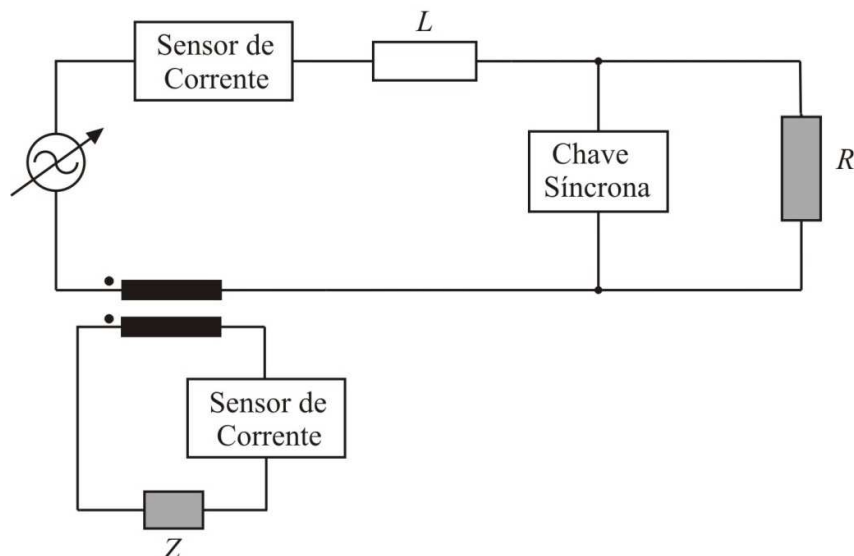 L
Sensor de
Corrente
Chave
Síncrona
R
Sensor de
Corrente
Z